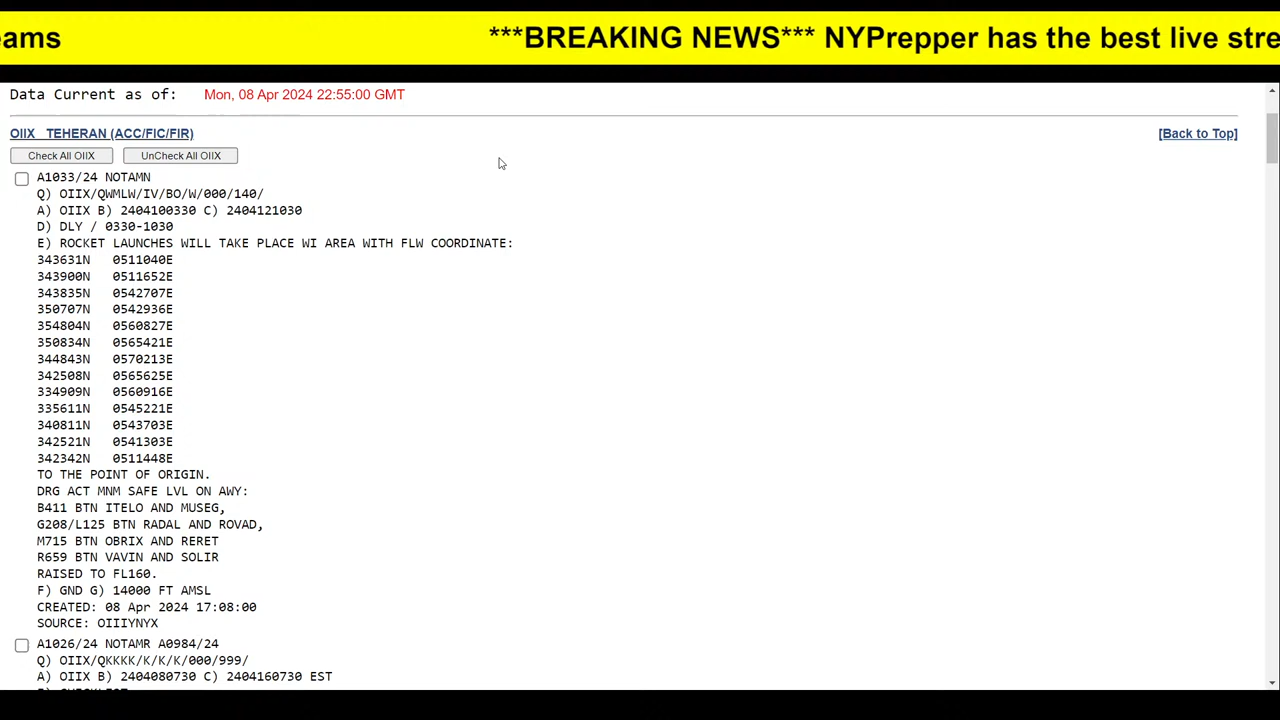 eams ***BREAKING NEWS*** NYPrepper has the best live stre
Data Current as of: Mon, 08 Apr 2024 22:55:00 GMT
OIIX TEHERAN (ACC/FIC/FIR) [Back to Top]
Check All OIIX UnCheck All OIIX
A1033/24 NOTAMN
Q) OIIX/QWMLW/IV/BO/W/000/140/
A) OIIX B) 2404100330 C) 2404121030
D) DLY / 0330-1030
E) ROCKET LAUNCHES WILL TAKE PLACE WI AREA WITH FLW COORDINATE:
343631N 0511040E
343900N 0511652E
343835N 0542707E
350707N 0542936E
354804N 0560827E
350834N 0565421E
344843N 0570213E
342508N 0565625E
334909N 0560916E
335611N 0545221E
340811N 0543703E
342521N 0541303E
342342N 0511448E
TO THE POINT OF ORIGIN.
DRG ACT MNM SAFE LVL ON AWY:
B411 BTN ITELO AND MUSEG,
G208/L125 BTN RADAL AND ROVAD,
M715 BTN OBRIX AND RERET
R659 BTN VAVIN AND SOLIR
RAISED TO FL160.
F) GND G) 14000 FT AMSL
CREATED: 08 Apr 2024 17:08:00
SOURCE: OIIIYNYX
A1026/24 NOTAMR A0984/24
Q) OIIX/QKKKK/K/K/K/000/999/
A) OIIX B) 2404080730 C) 2404160730 EST